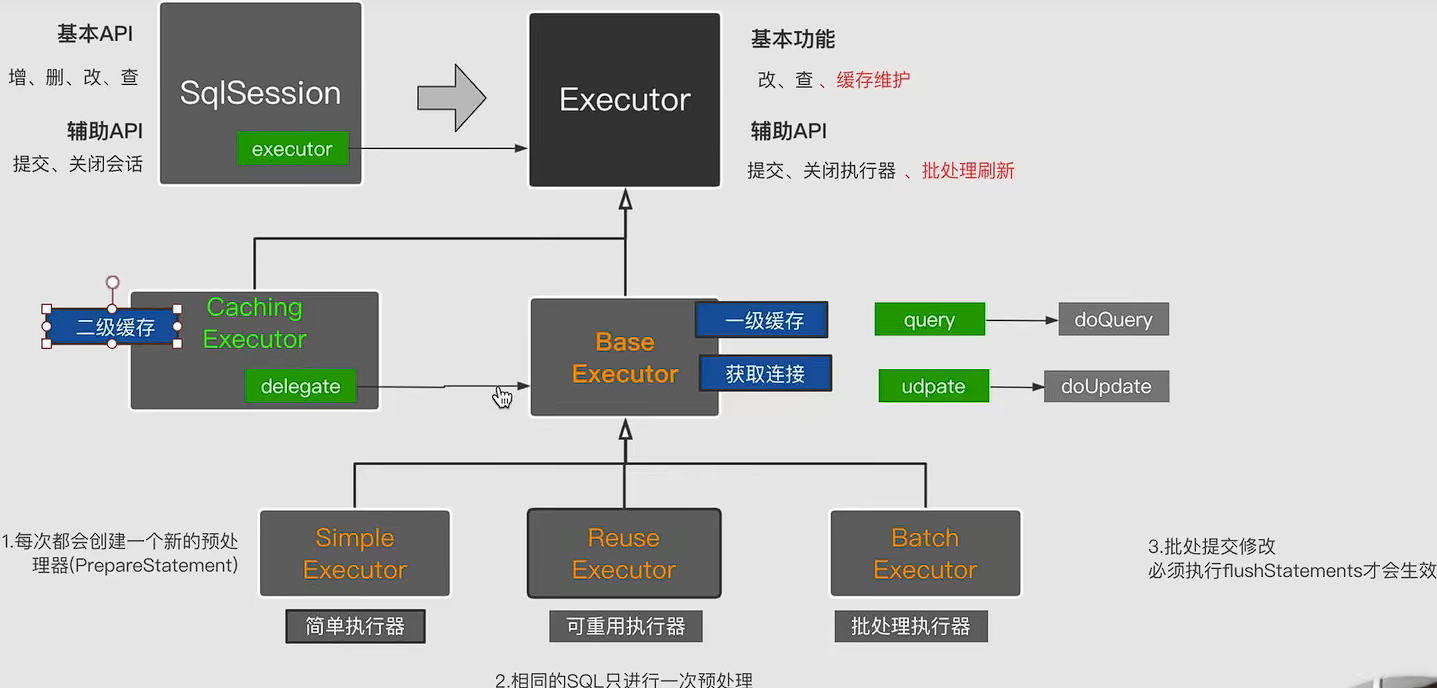 基本API
增、删、改、查
辅助API
提交、关闭会话
SqlSession
executor
Executor
基本功能
改、查 、缓存维护
辅助API
提交、关闭执行器 、批处理刷新
二级缓存
Caching
Executor
delegate
Base
Executor
一级缓存
获取连接
query
doQuery
udpate
doUpdate
1.每次都会创建一个新的预处
理器(PrepareStatement)
Simple
Executor
简单执行器
Reuse
Executor
可重用执行器
2.相同的SQL只进行一次预处理
Batch
Executor
批处理执行器
3.批处提交修改
必须执行flushStatements才会生效